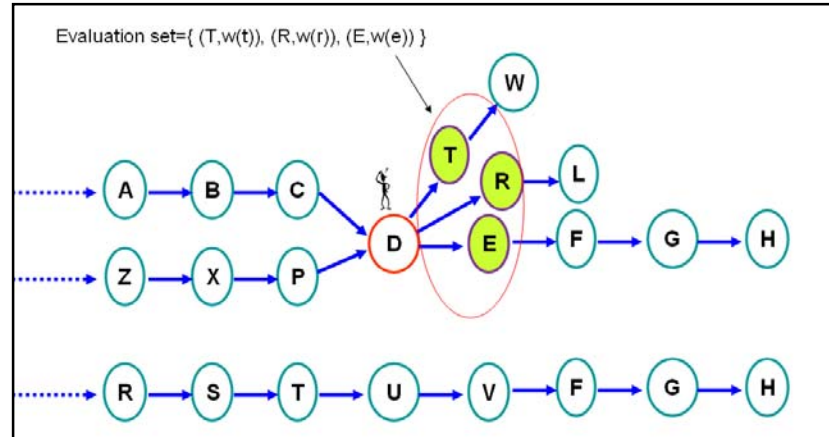 Evaluation set={ (T,w(t)), (R,w(r)), (E,w(e)) }
W
T
A B C R L
D E F G H
Z X P
R S T U V F G H